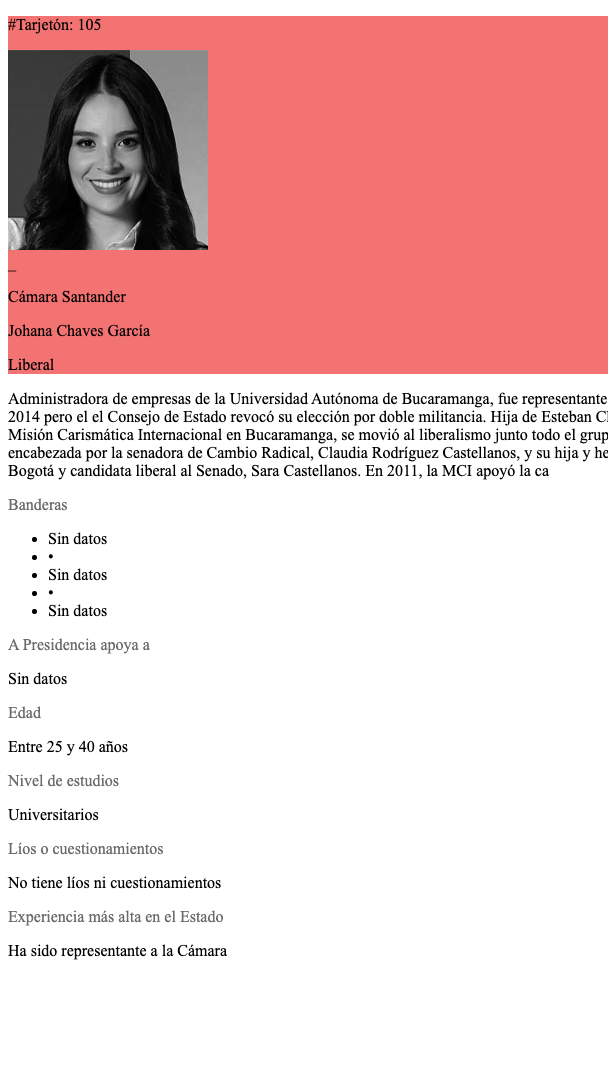 #Tarjetón: 105
_
Cámara Santander
Johana Chaves García
Liberal
Administradora de empresas de la Universidad Autónoma de Bucaramanga, fue representante
2014 pero el el Consejo de Estado revocó su elección por doble militancia. Hija de Esteban
Misión Carismática Internacional en Bucaramanga, se movió al liberalismo junto todo el
encabezada por la senadora de Cambio Radical, Claudia Rodríguez Castellanos, y su hija y
Bogotá y candidata liberal al Senado, Sara Castellanos. En 2011, la MCI apoyó la ca
Banderas
• Sin datos
• •
• Sin datos
• •
• Sin datos
A Presidencia apoya a
Sin datos
Edad
Entre 25 y 40 años
Nivel de estudios
Universitarios
Líos o cuestionamientos
No tiene líos ni cuestionamientos
Experiencia más alta en el Estado
Ha sido representante a la Cámara